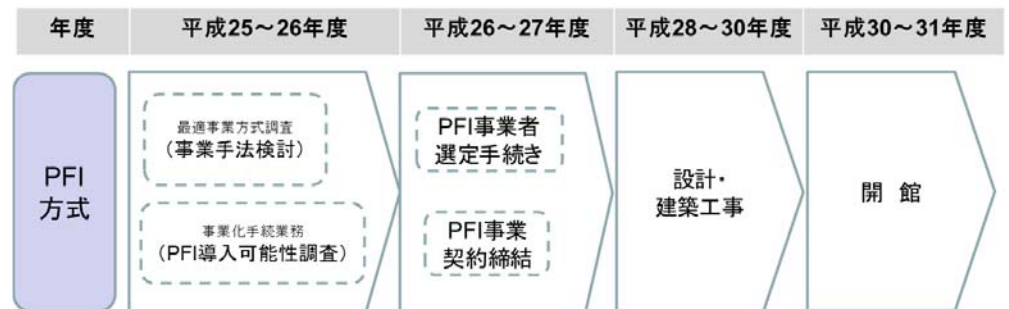 年度
平成25～26年度
平成26～27年度
平成28～30年度
平成30～31年度
PFI
方式
最適事業方式調査
（事業手法検討）
事業化手続業務
（PFI導入可能性調査）
PFI事業者
選定手続き
PFI事業
契約締結
設計・
建築工事
開 館